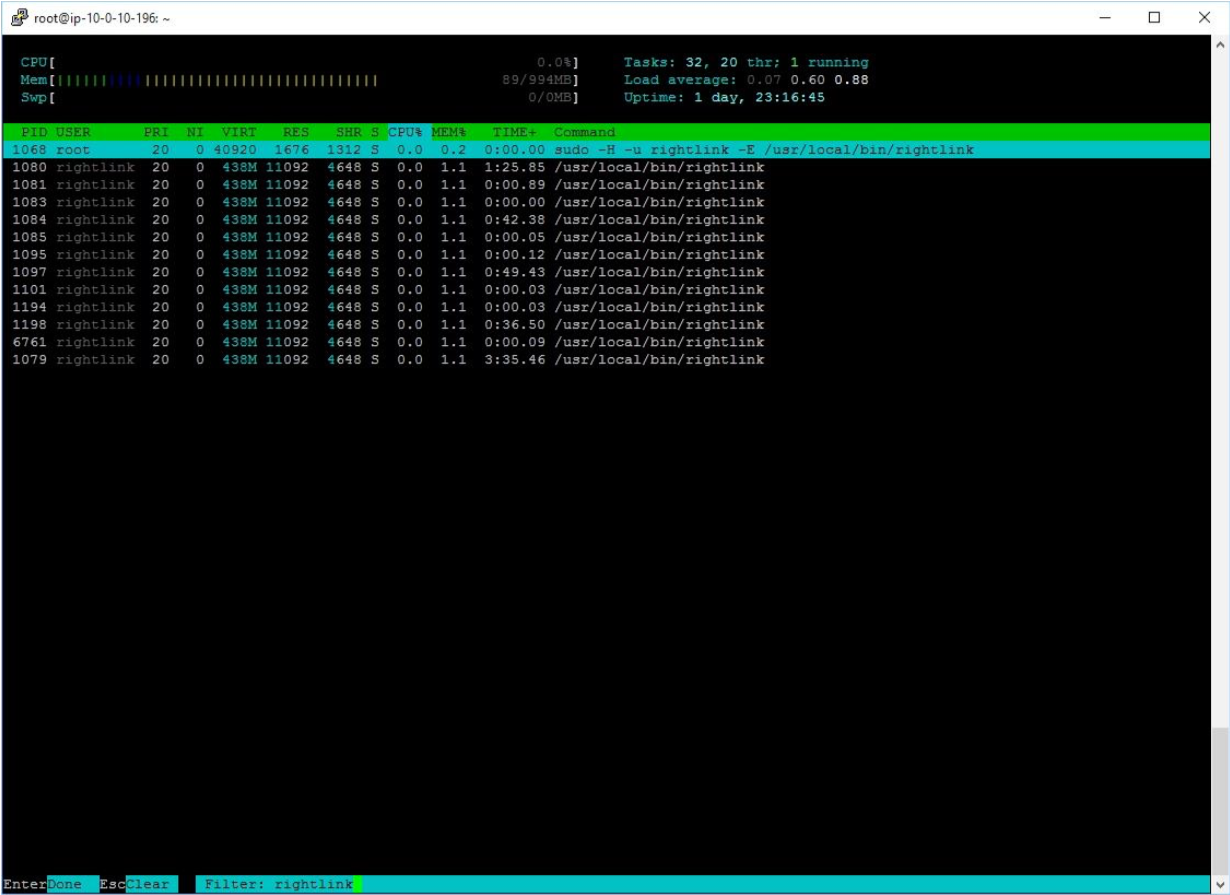 root@ip-10-0-10-196: ~
CPU[ 0.0%] Tasks: 32, 20 thr; 1 running
Mem[|||||||||||||||||||||||||||||||||||||| 89/994MB] Load average: 0.07 0.60 0.88
Swp[ 0/0MB] Uptime: 1 day, 23:16:45
PID USER PRI NI VIRT RES SHR S CPU% MEM% TIME+ Command
1068 root 20 0 40920 1676 1312 S 0.0 0.2 0:00.00 sudo -H -u rightlink -E /usr/local/bin/rightlink
1080 rightlink 20 0 438M 11092 4648 S 0.0 1.1 1:25.85 /usr/local/bin/rightlink
1081 rightlink 20 0 438M 11092 4648 S 0.0 1.1 0:00.89 /usr/local/bin/rightlink
1083 rightlink 20 0 438M 11092 4648 S 0.0 1.1 0:00.00 /usr/local/bin/rightlink
1084 rightlink 20 0 438M 11092 4648 S 0.0 1.1 0:42.38 /usr/local/bin/rightlink
1085 rightlink 20 0 438M 11092 4648 S 0.0 1.1 0:00.05 /usr/local/bin/rightlink
1095 rightlink 20 0 438M 11092 4648 S 0.0 1.1 0:00.12 /usr/local/bin/rightlink
1097 rightlink 20 0 438M 11092 4648 S 0.0 1.1 0:49.43 /usr/local/bin/rightlink
1101 rightlink 20 0 438M 11092 4648 S 0.0 1.1 0:00.03 /usr/local/bin/rightlink
1194 rightlink 20 0 438M 11092 4648 S 0.0 1.1 0:00.03 /usr/local/bin/rightlink
1198 rightlink 20 0 438M 11092 4648 S 0.0 1.1 0:36.50 /usr/local/bin/rightlink
6761 rightlink 20 0 438M 11092 4648 S 0.0 1.1 0:00.09 /usr/local/bin/rightlink
1079 rightlink 20 0 438M 11092 4648 S 0.0 1.1 3:35.46 /usr/local/bin/rightlink
EnterDone EscClear Filter: rightlink